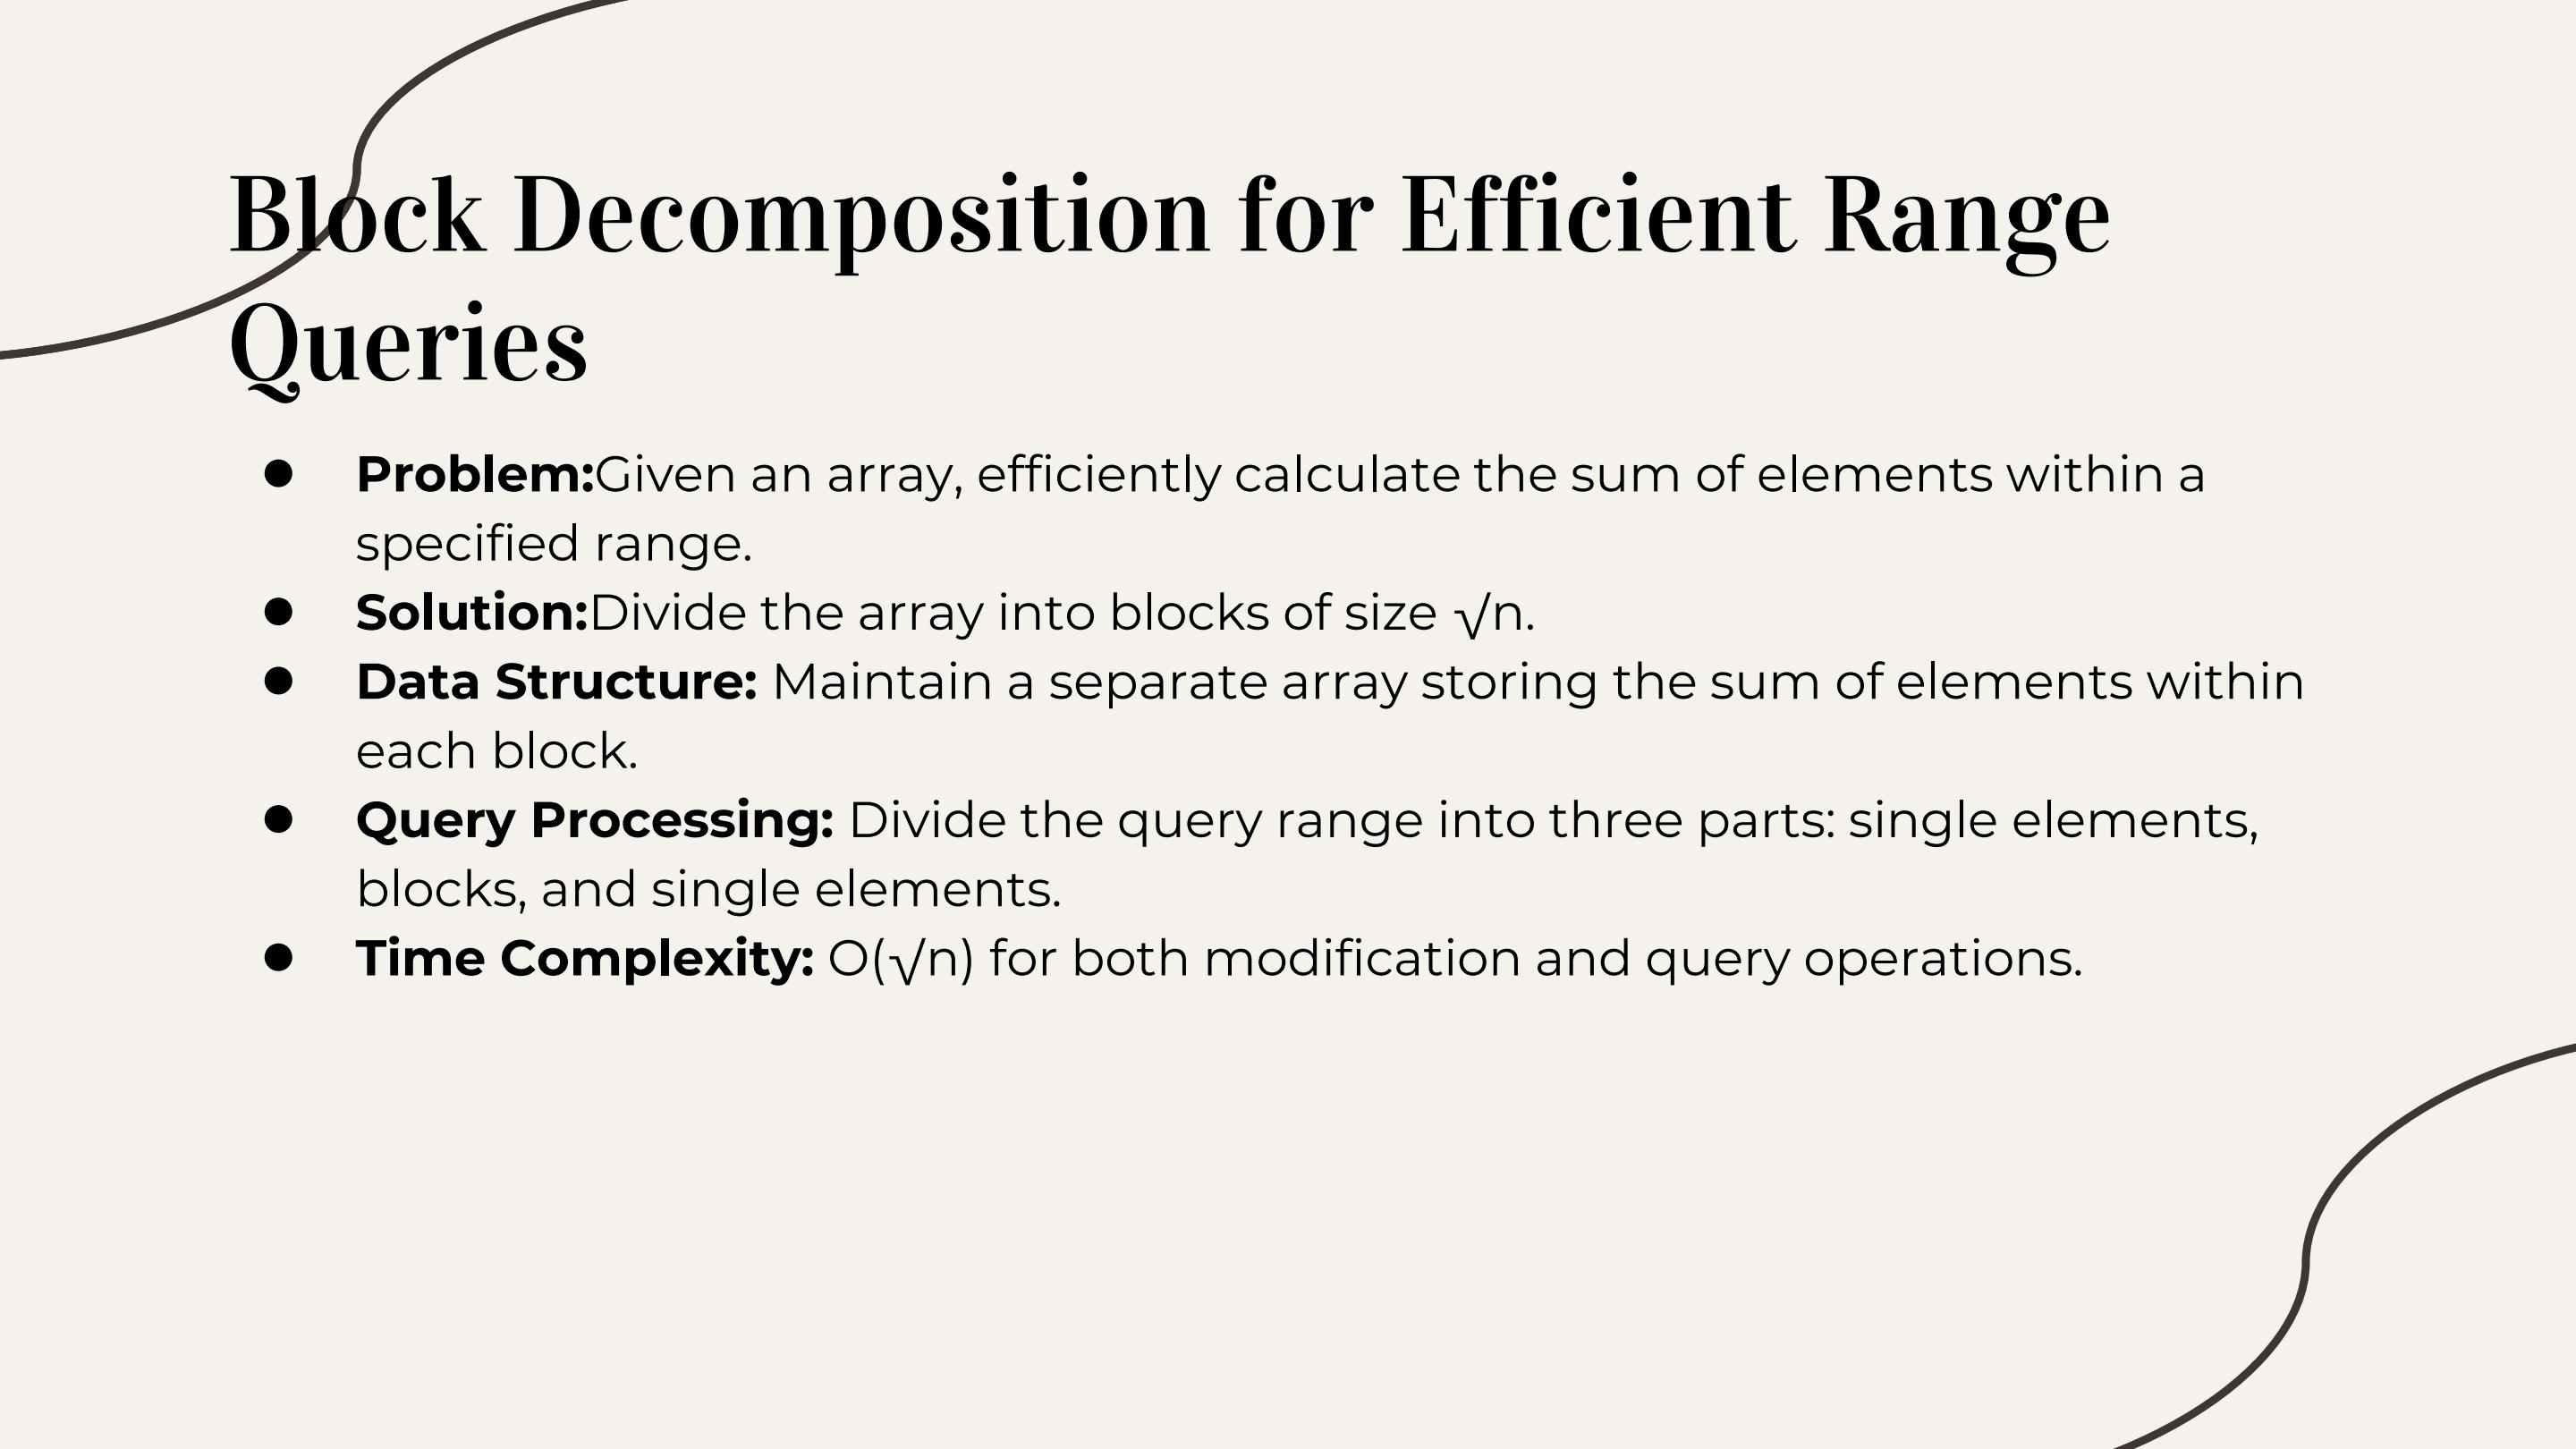 Block Decomposition for Efficient Range
Queries
● Problem:Given an array, efficiently calculate the sum of elements within a
specified range.
● Solution:Divide the array into blocks of size √n.
● Data Structure: Maintain a separate array storing the sum of elements within
each block.
● Query Processing: Divide the query range into three parts: single elements,
blocks, and single elements.
● Time Complexity: O(√n) for both modification and query operations.